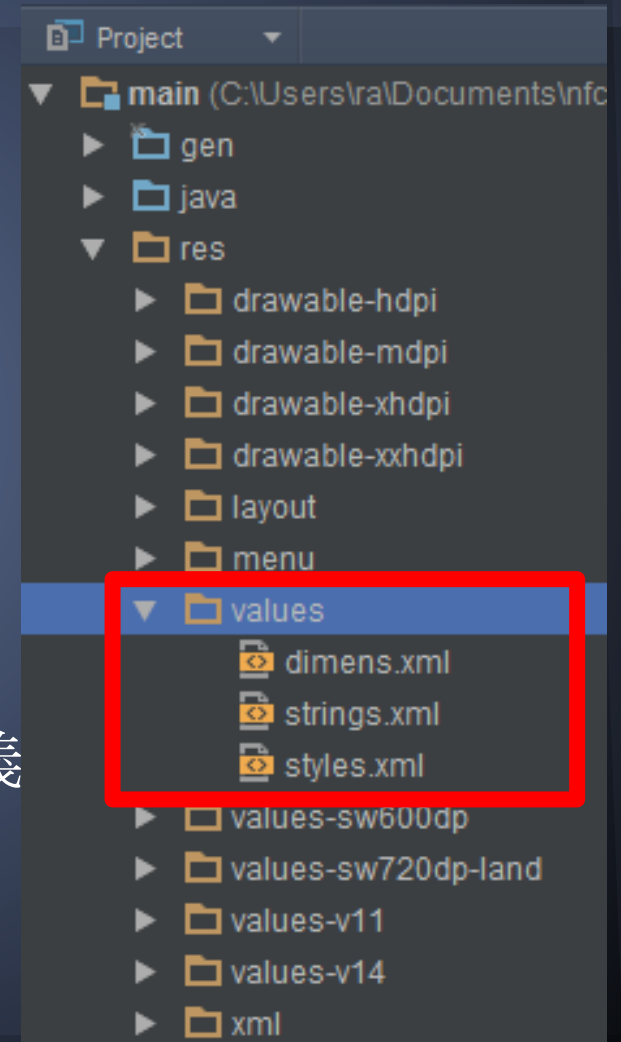 Project
main (C:\Users\ra\Documents\nfc
gen
java
res
drawable-hdpi
drawable-mdpi
drawable-xhdpi
drawable-xxhdpi
layout
menu
values
dimens.xml
strings.xml
styles.xml
values-sw600dp
values-sw720dp-land
values-v11
values-v14
xml